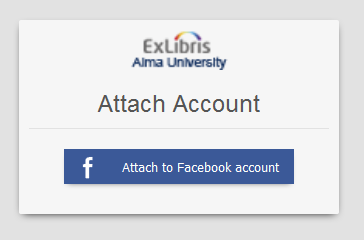 ExLibris
Alma University
Attach Account
f
Attach to Facebook account